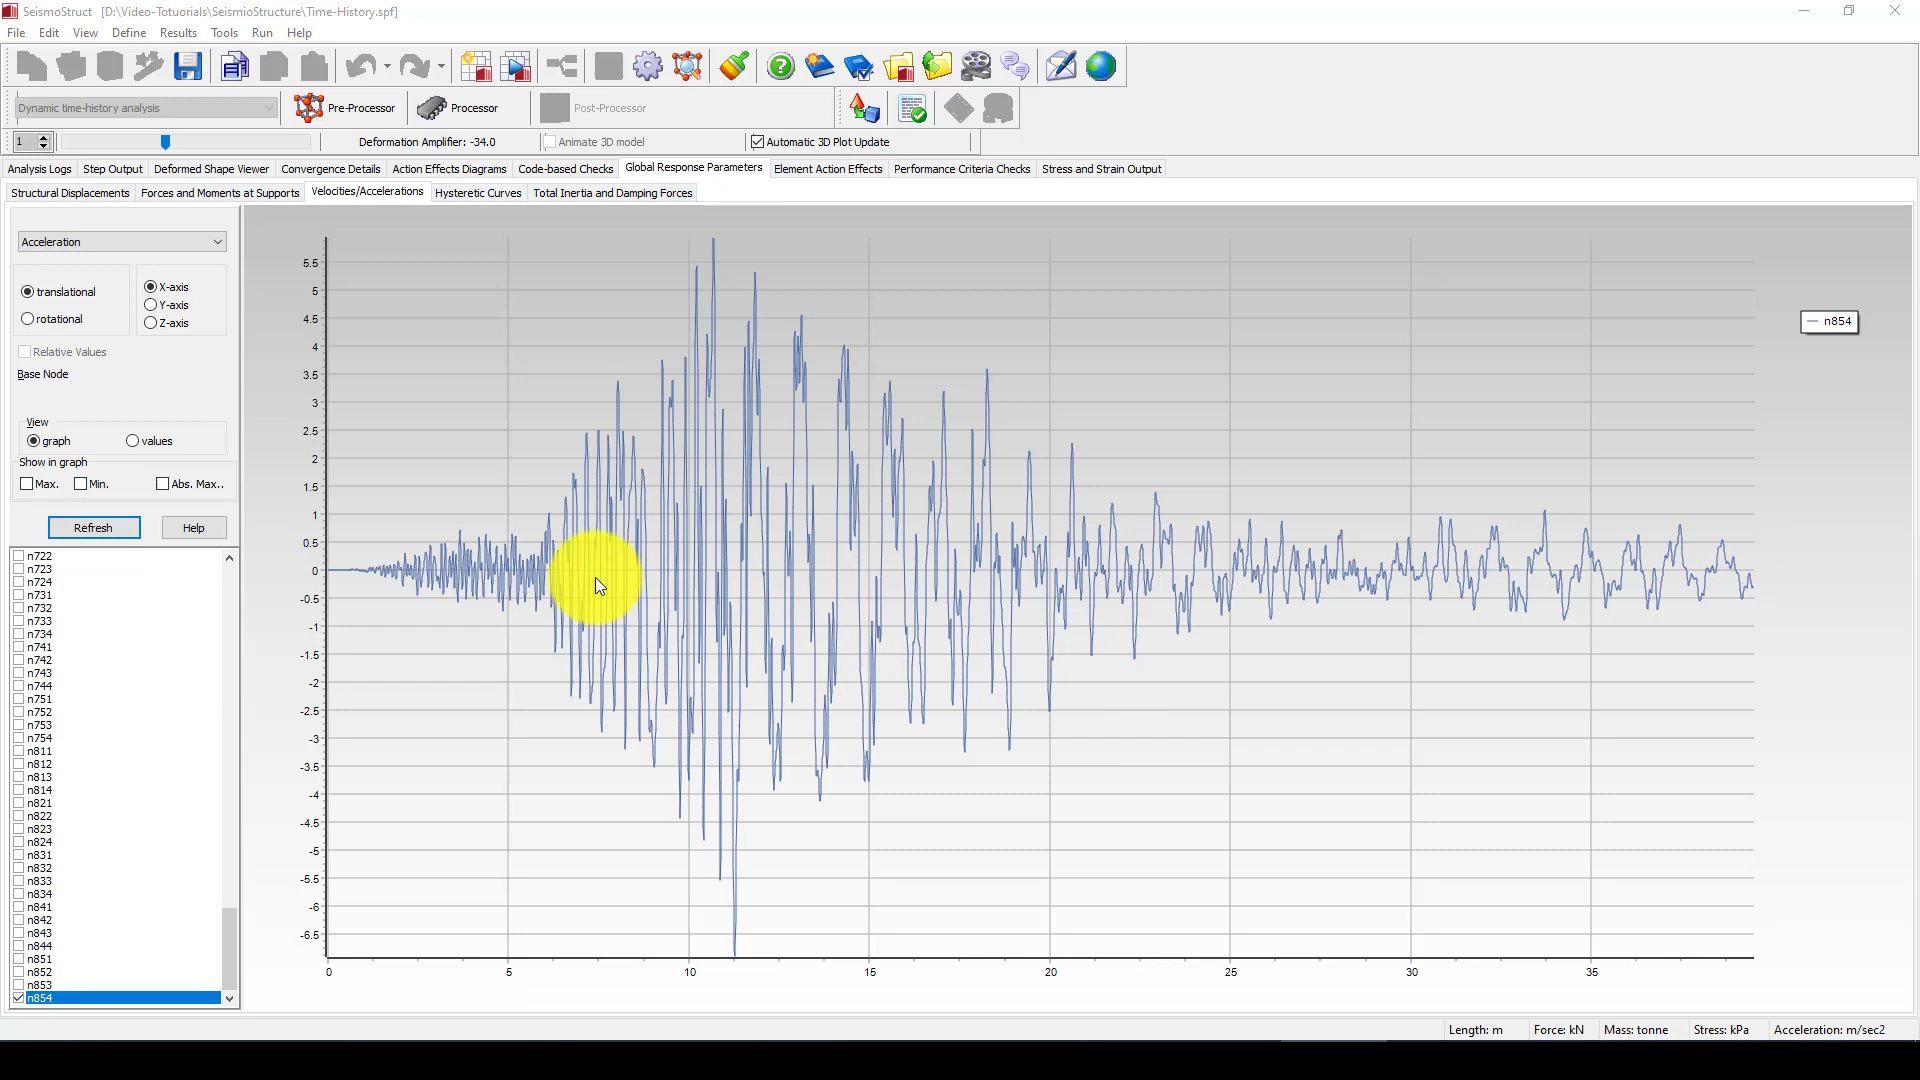 SeismoStruct [D:\Video-Totuorials\SeismioStructure\Time-History.spf]
File Edit View Define Results Tools Run Help
Dynamic time-history analysis Pre-Processor Processor Post-Processor
1 Deformation Amplifier: -34.0 Animate 3D model Automatic 3D Plot Update
Analysis Logs Step Output Deformed Shape Viewer Convergence Details Action Effects Diagrams Code-based Checks Global Response Parameters Element Action Effects Performance Criteria Checks Stress and Strain Output
Structural Displacements Forces and Moments at Supports Velocities/Accelerations Hysteretic Curves Total Inertia and Damping Forces
Acceleration
translational
rotational
X-axis
Y-axis
Z-axis
Relative Values
Base Node
View
graph values
Show in graph
Max. Min. Abs. Max..
Refresh Help
n722
n723
n724
n731
n732
n733
n734
n741
n742
n743
n744
n751
n752
n753
n754
n811
n812
n813
n814
n821
n822
n823
n824
n831
n832
n833
n834
n841
n842
n843
n844
n851
n852
n853
n854
5.5
5
4.5
4
3.5
3
2.5
2
1.5
1
0.5
0
-0.5
-1
-1.5
-2
-2.5
-3
-3.5
-4
-4.5
-5
-5.5
-6
-6.5
0 5 10 15 20 25 30 35
n854
Length: m Force: kN Mass: tonne Stress: kPa Acceleration: m/sec2